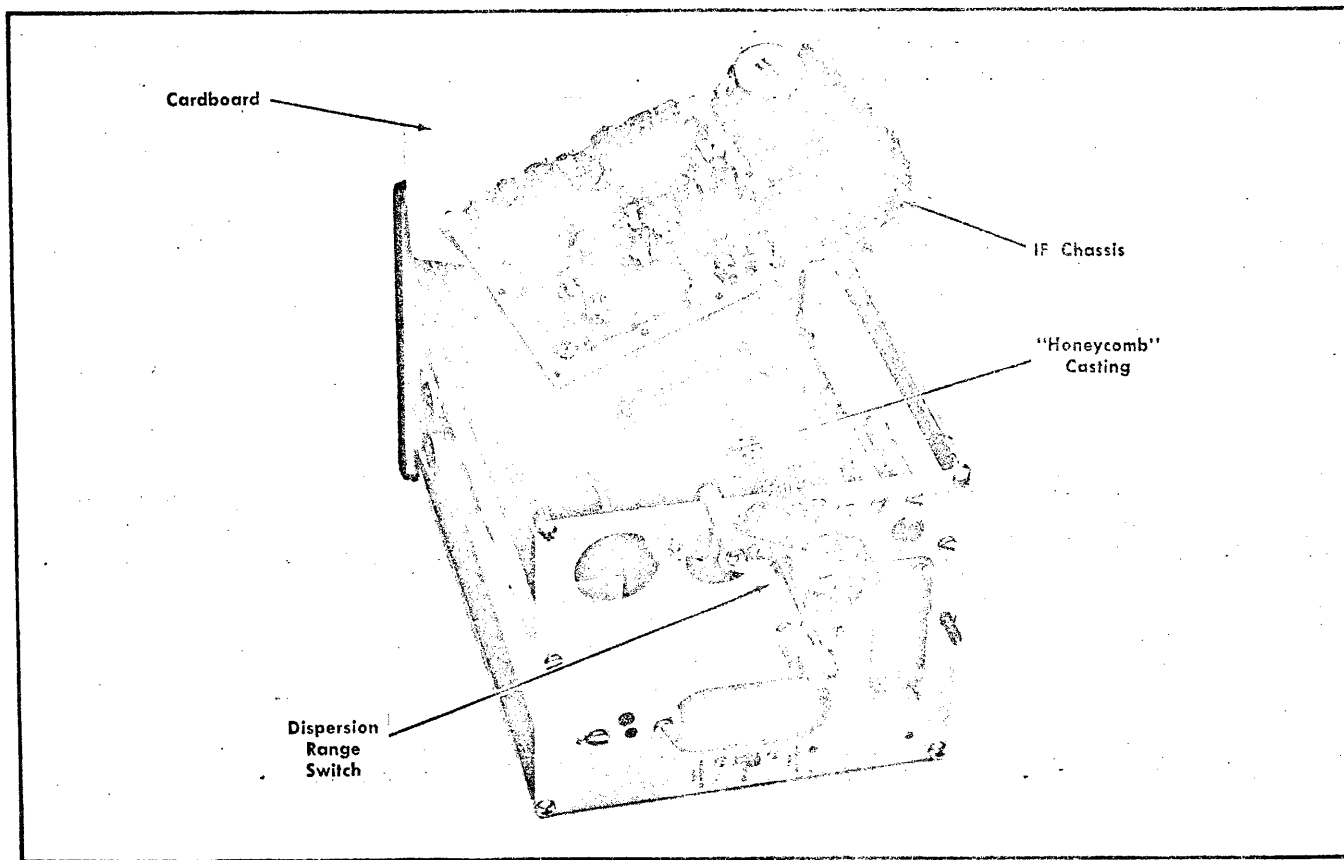 Cardboard
IF Chassis
"Honeycomb"
Casting
Dispersion
Range
Switch